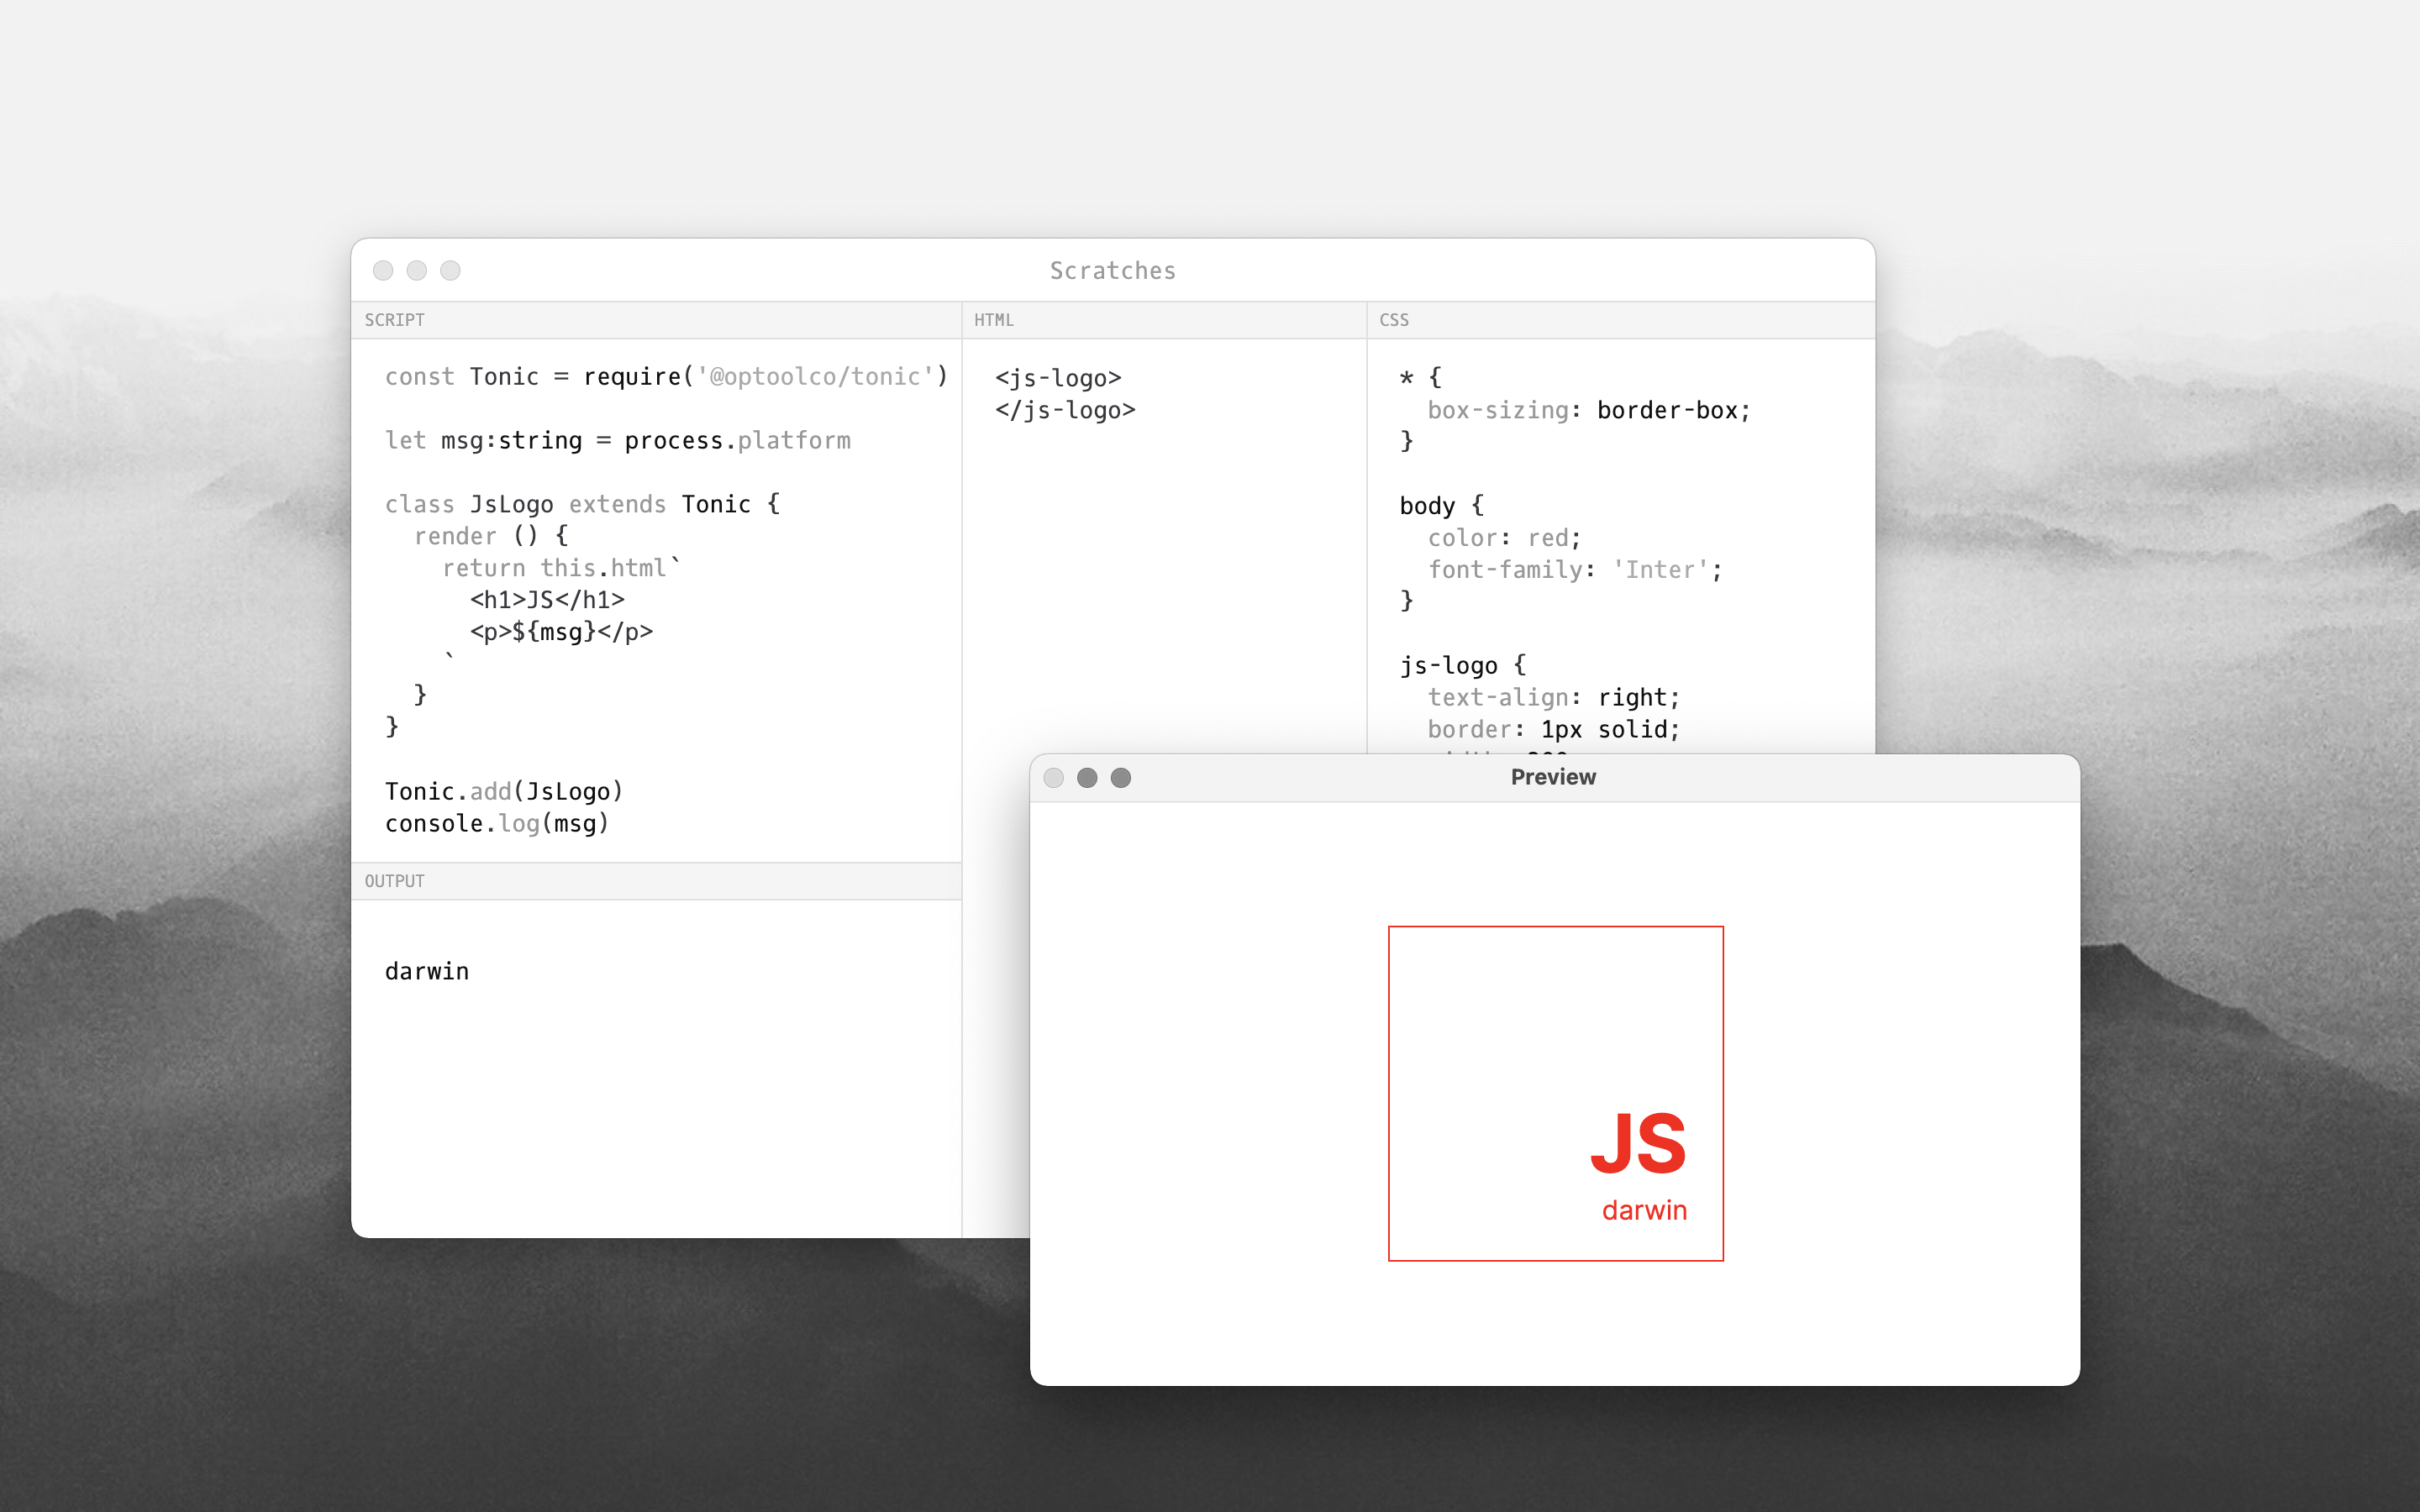 Scratches
SCRIPT
const Tonic = require('@optoolco/tonic')
let msg:string = process.platform
class JsLogo extends Tonic {
render () {
return this.html`
<h1>JS</h1>
<p>${msg}</p>
`
}
}
Tonic.add(JsLogo)
console.log(msg)
OUTPUT
darwin
HTML
<js-logo>
</js-logo>
CSS
* {
box-sizing: border-box;
}
body {
color: red;
font-family: 'Inter';
}
js-logo {
text-align: right;
border: 1px solid;
Preview
JS
darwin